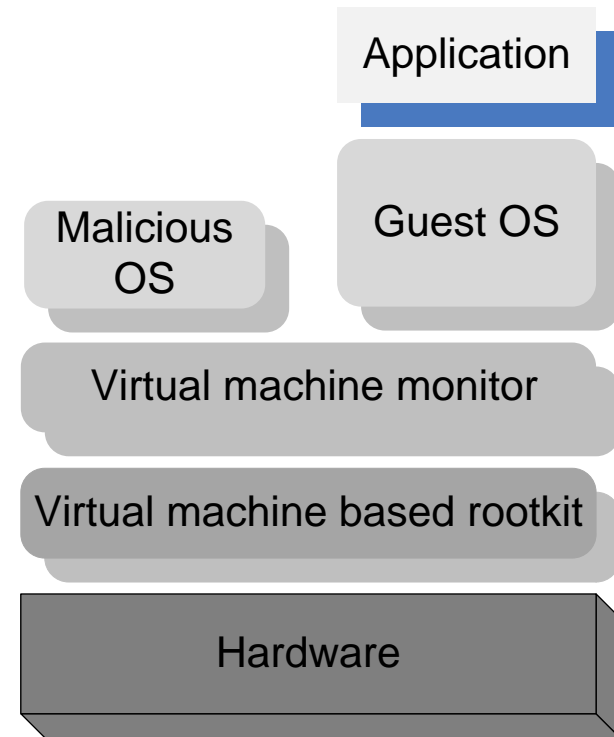 Application
Guest OS
Malicious
OS
Virtual machine monitor
Virtual machine based rootkit
Hardware